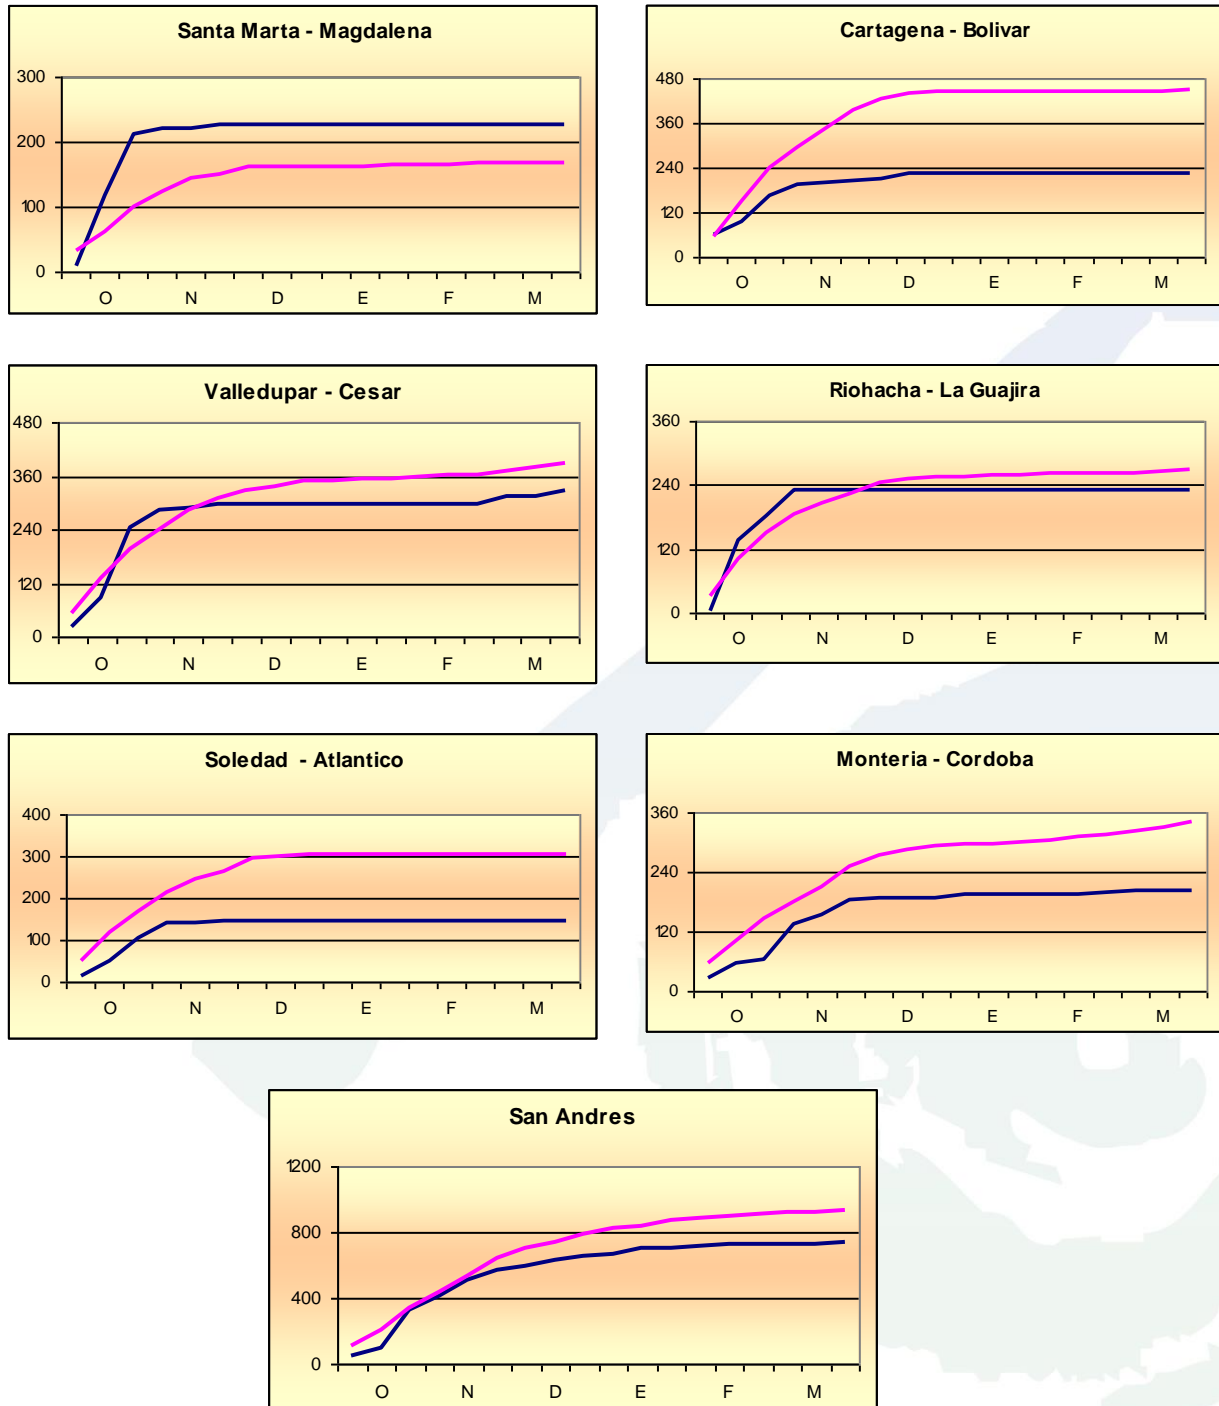 Santa Marta - Magdalena
300
200
100
0
O N D E F M
Cartagena - Bolivar
480
360
240
120
0
O N D E F M
Valledupar - Cesar
480
360
240
120
0
O N D E F M
Riohacha - La Guajira
360
240
120
0
O N D E F M
Soledad - Atlantico
400
300
200
100
0
O N D E F M
Monteria - Cordoba
360
240
120
0
O N D E F M
San Andres
1200
800
400
0
O N D E F M